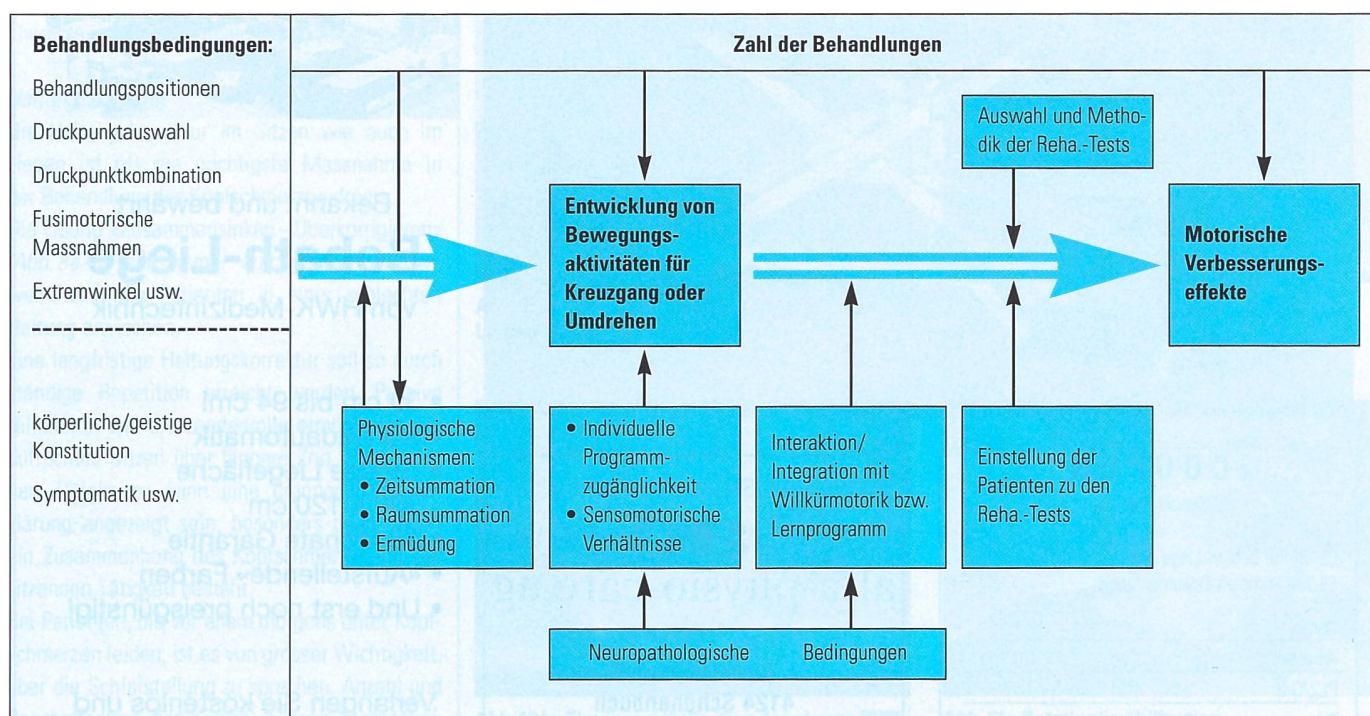 Behandlungsbedingungen:
Behandlungspositionen
Druckpunktauswahl
Druckpunktkombination
Fusimotorische
Massnahmen
Extremwinkel usw.
körperliche/geistige
Konstitution
Symptomatik usw.
Zahl der Behandlungen
Auswahl und Metho-
dik der Reha.-Tests
Entwicklung von
Bewegungs-
aktivitäten für
Kreuzgang oder
Umdrehen
Motorische
Verbesserungs-
effekte
Physiologische
Mechanismen:
• Zeitsummation
• Raumsummation
• Ermüdung
• Individuelle
Programm-
zugänglichkeit
• Sensomotorische
Verhältnisse
Interaktion/
Integration mit
Willkürmotorik bzw.
Lernprogramm
Einstellung der
Patienten zu den
Reha.-Tests
Neuropathologische Bedingungen